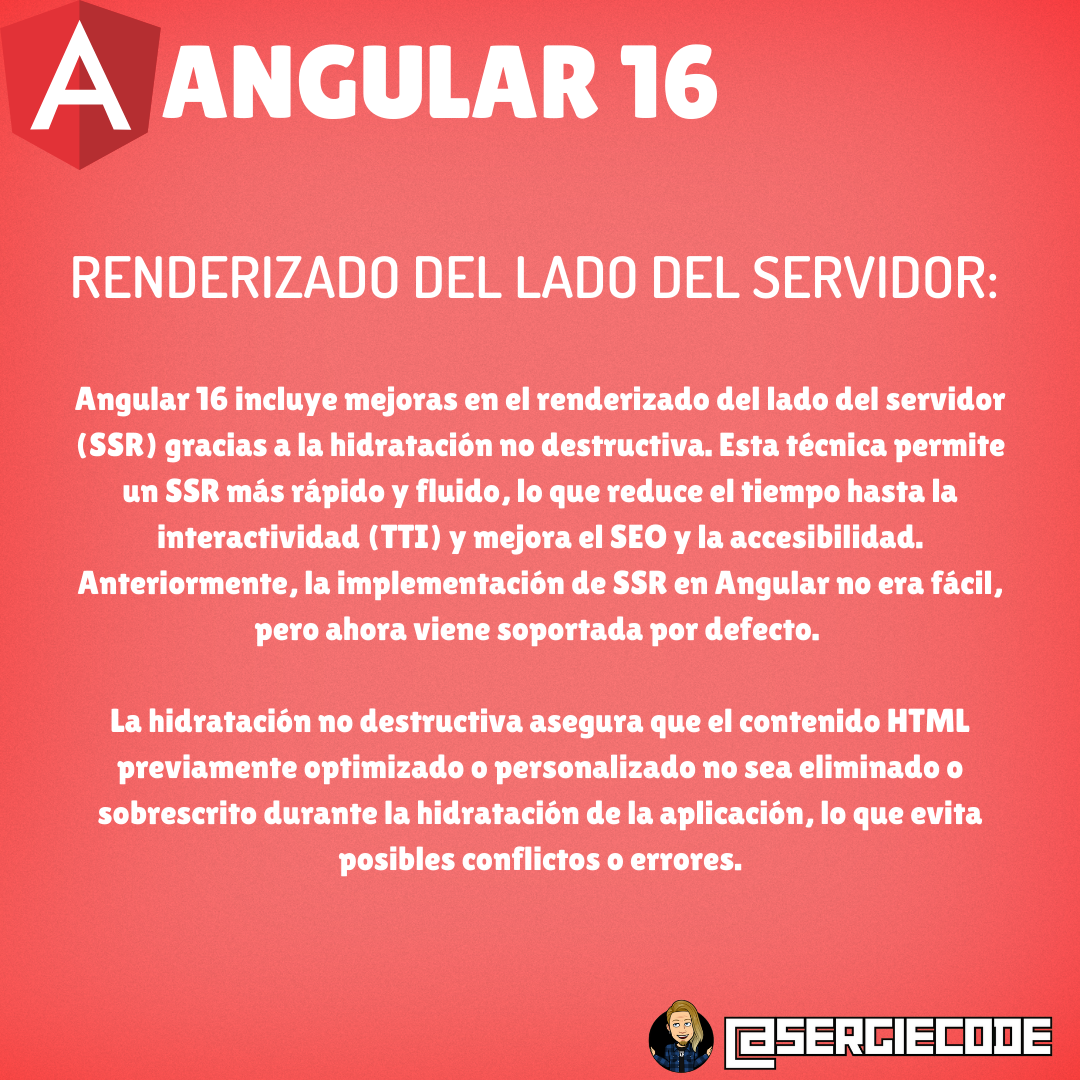 ANGULAR 16
RENDERIZADO DEL LADO DEL SERVIDOR:
Angular 16 incluye mejoras en el renderizado del lado del servidor
(SSR) gracias a la hidratación no destructiva. Esta técnica permite
un SSR más rápido y fluido, lo que reduce el tiempo hasta la
interactividad (TTI) y mejora el SEO y la accesibilidad.
Anteriormente, la implementación de SSR en Angular no era fácil,
pero ahora viene soportada por defecto.
La hidratación no destructiva asegura que el contenido HTML
previamente optimizado o personalizado no sea eliminado o
sobrescrito durante la hidratación de la aplicación, lo que evita
posibles conflictos o errores.
@SERGIECODE